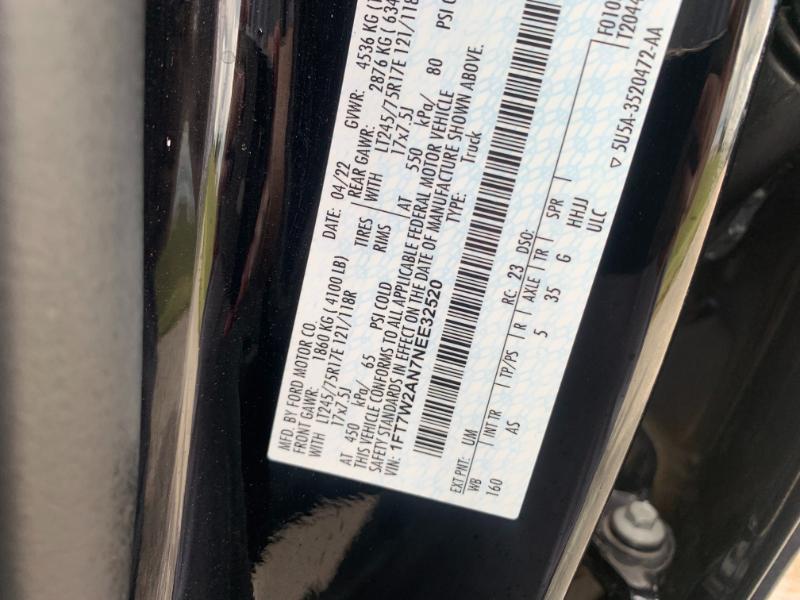 MFD. BY FORD MOTOR CO.
DATE: 04/22 GVWR: 4536 KG
FRONT GAWR: 1860 KG ( 4100 LB) REAR GAWR: 2876 KG ( 634
WITH LT245/75R17E 121/118R TIRES WITH LT245/75R17E 121/118
17x7.5J RIMS 17x7.5J
AT 450 kPa/ 65 PSI COLD AT 550 kPa/ 80 PSI
THIS VEHICLE CONFORMS TO ALL APPLICABLE FEDERAL MOTOR VEHICLE
SAFETY STANDARDS IN EFFECT ON THE DATE OF MANUFACTURE SHOWN ABOVE.
VIN: 1FT7W2AN7NEE32520 TYPE: Truck
EXT PNT: UM RC: 23 DSO: F010
WB INT TR TP/PS R AXLE TR SPR T2044
160 AS 5 35 G HHJJ
ULC
▽ 5U5A-3520472-AA